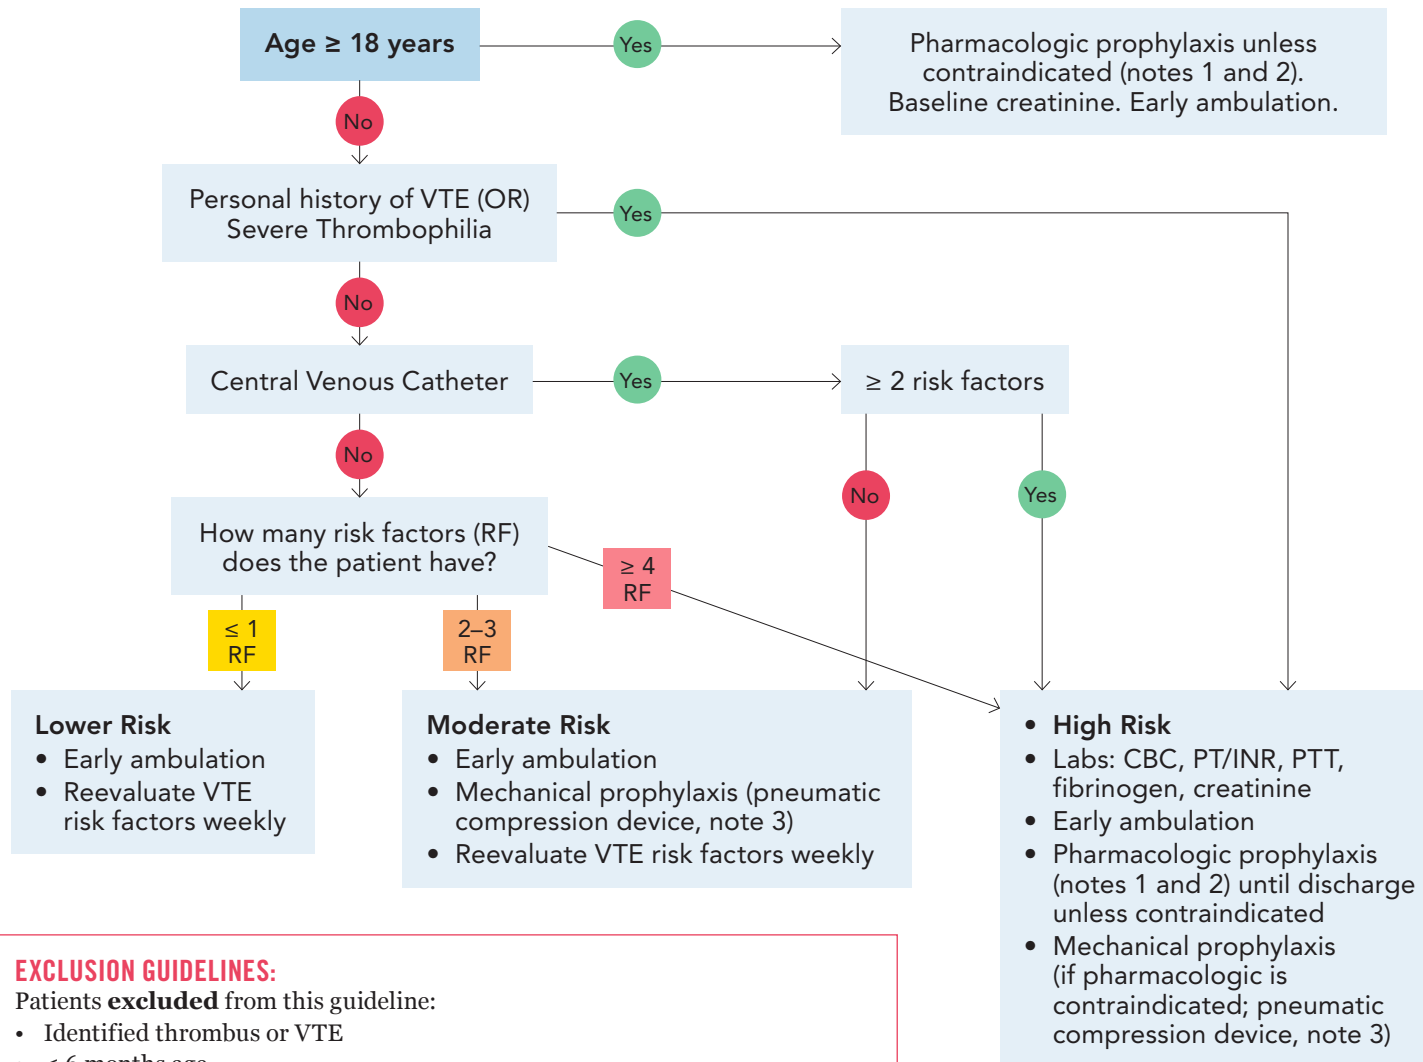 Age ≥ 18 years
Yes
Pharmacologic prophylaxis unless
contraindicated (notes 1 and 2).
Baseline creatinine. Early ambulation.
No
Personal history of VTE (OR)
Severe Thrombophilia
Yes
No
Central Venous Catheter
Yes
≥ 2 risk factors
No
No
Yes
How many risk factors (RF)
does the patient have?
≥ 4
RF
≤ 1
RF
2–3
RF
Lower Risk
• Early ambulation
• Reevaluate VTE
risk factors weekly
Moderate Risk
• Early ambulation
• Mechanical prophylaxis (pneumatic
compression device, note 3)
• Reevaluate VTE risk factors weekly
• High Risk
• Labs: CBC, PT/INR, PTT,
fibrinogen, creatinine
• Early ambulation
• Pharmacologic prophylaxis
(notes 1 and 2) until discharge
unless contraindicated
• Mechanical prophylaxis
(if pharmacologic is
contraindicated; pneumatic
compression device, note 3)
EXCLUSION GUIDELINES:
Patients excluded from this guideline:
• Identified thrombus or VTE
6 months age